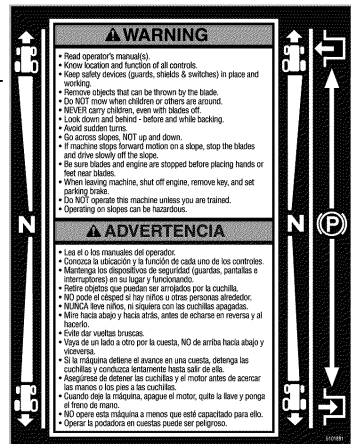 WARNING
• Read operator's manual(s).
• Know location and function of all controls.
• Keep safety devices (guards, shields & switches) in place and
working.
• Remove objects that can be thrown by the blade.
• Do NOT mow when children or others are around.
• NEVER carry children, even with blades off.
• Look down and behind - before and while backing.
• Avoid sudden turns.
• Go across slopes, NOT up and down.
• If machine stops forward motion on a slope, stop the blades
and drive slowly off the slope.
• Be sure blades and engine are stopped before placing hands or
feet near blades.
• When leaving machine, shut off engine, remove key, and set
parking brake.
• Do NOT operate this machine unless you are trained.
• Operating on slopes can be hazardous.
N
N
P
ADVERTENCIA
• Lea el o los manuales del operador.
• Conozca la ubicación y la función de cada uno de los controles.
• Mantenga los dispositivos de seguridad (guardas, pantallas e
interruptores) en su lugar y funcionando.
• Retire objetos que puedan ser arrojados por la cuchilla.
• NO pode el césped si hay niños u otras personas alrededor.
• NUNCA lleve niños, ni siquiera con las cuchillas apagadas.
• Mire hacia abajo y hacia atrás, antes de echarse en reversa y al
hacerlo.
• Evite dar vueltas bruscas.
• Vaya de un lado a otro por la cuesta, NO de arriba hacia abajo y
viceversa.
• Si la máquina detiene el avance en una cuesta, detenga las
cuchillas y conduzca lentamente hasta salir de ella.
• Asegúrese de detener las cuchillas y el motor antes de acercar
las manos o los pies a las cuchillas.
• Cuando deje la máquina, apague el motor, quite la llave y ponga
el freno de mano.
• NO opere esta máquina a menos que esté capacitado para ello.
• Operar la podadora en cuestas puede ser peligroso.
5101891